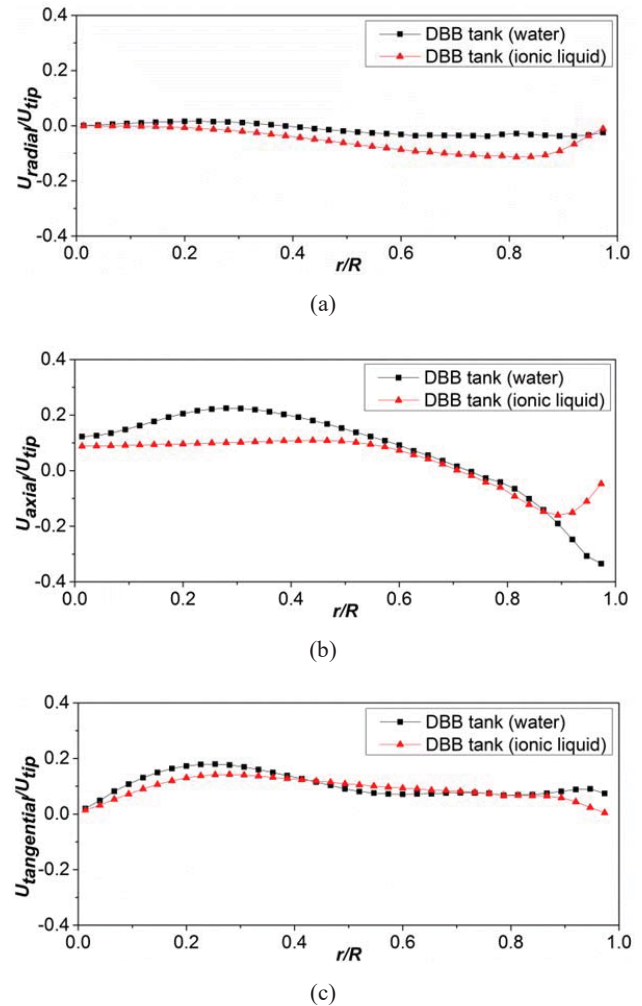 0.4
DBB tank (water)
DBB tank (ionic liquid)
0.2
0.0
-0.2
-0.4
U_radial/U_tip
0.0 0.2 0.4 0.6 0.8 1.0
r/R
(a)
0.4
DBB tank (water)
DBB tank (ionic liquid)
0.2
0.0
-0.2
-0.4
U_axial/U_tip
0.0 0.2 0.4 0.6 0.8 1.0
r/R
(b)
0.4
DBB tank (water)
DBB tank (ionic liquid)
0.2
0.0
-0.2
-0.4
U_tangential/U_tip
0.0 0.2 0.4 0.6 0.8 1.0
r/R
(c)